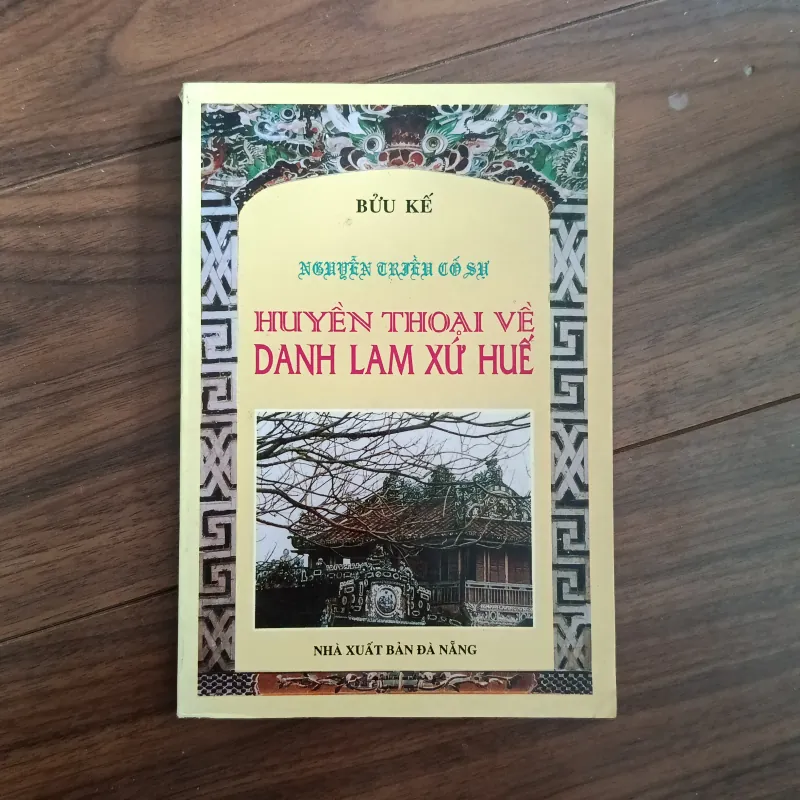 BỬU KẾ
NGUYỄN TRIỀU CỐ SỰ
HUYỀN THOẠI VỀ
DANH LAM XỨ HUẾ
NHÀ XUẤT BẢN ĐÀ NẴNG